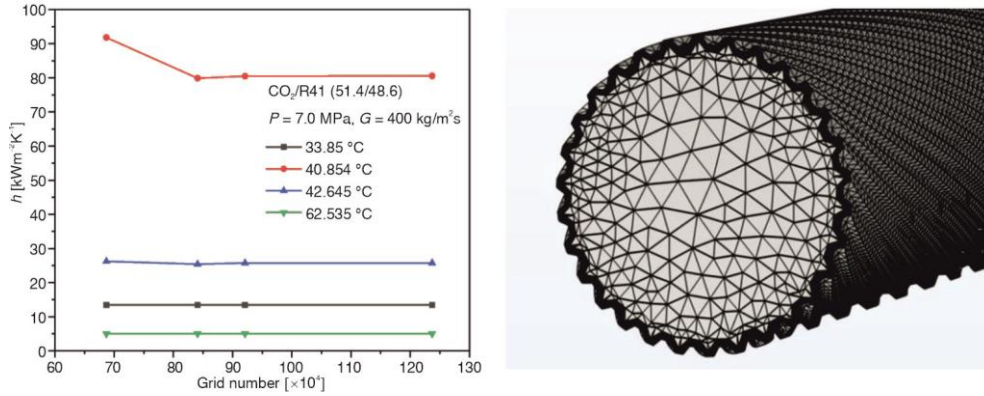 100
90
80
70
60
50
40
30
20
10
0
h [kWm⁻²K⁻¹]
CO₂/R41 (51.4/48.6)
P = 7.0 MPa, G = 400 kg/m²s
33.85 °C
40.854 °C
42.645 °C
62.535 °C
60 70 80 90 100 110 120 130
Grid number [×10⁴]